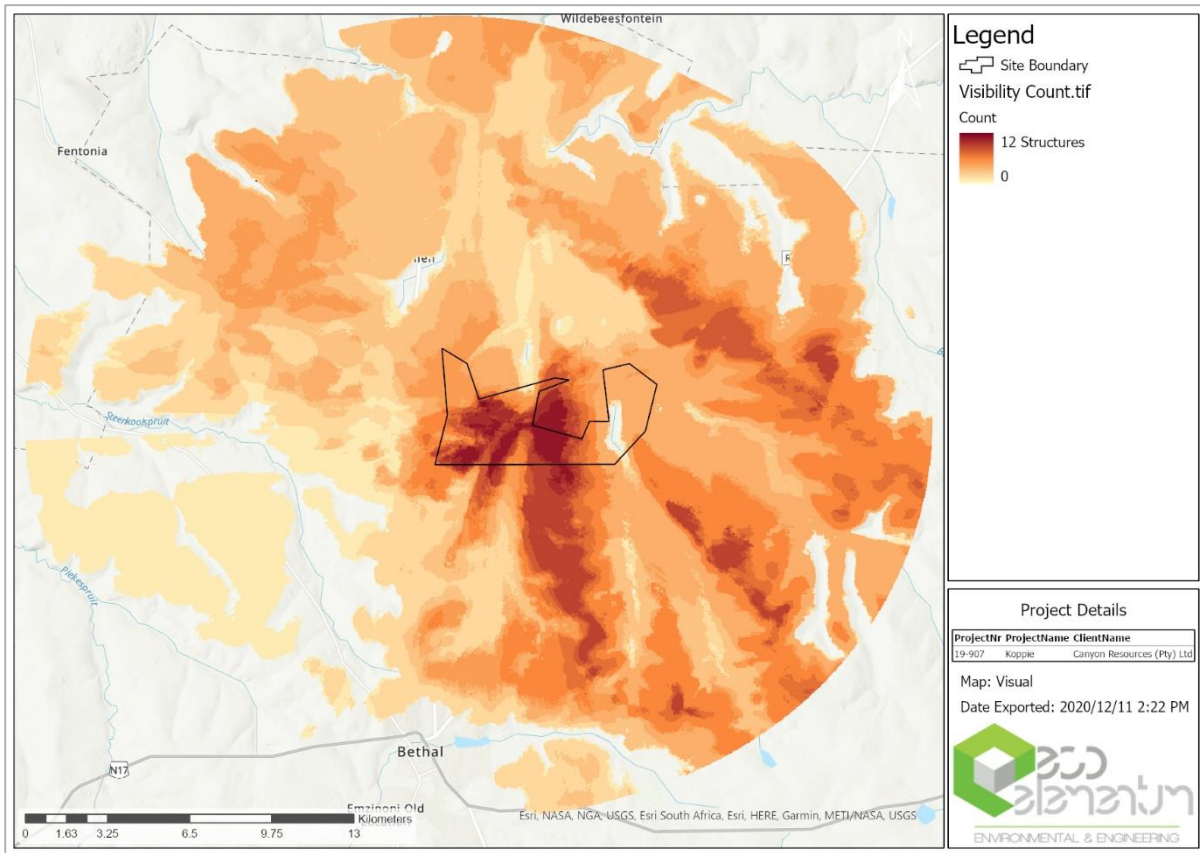 Wildebeesfontein
N
Fentonia
R
Steenkoolspruit
Piekespruit
Bethal
N17
Emzinoni Old
Kilometers
0 1.63 3.25 6.5 9.75 13
Esri, NASA, NGA, USGS, Esri South Africa, Esri, HERE, Garmin, METI/NASA, USGS
Legend
Site Boundary
Visibility Count.tif
Count
12 Structures
0
Project Details
ProjectNr ProjectName ClientName
19-907 Koppie Canyon Resources (Pty) Ltd
Map: Visual
Date Exported: 2020/12/11 2:22 PM
eco
elementum
ENVIRONMENTAL & ENGINEERING